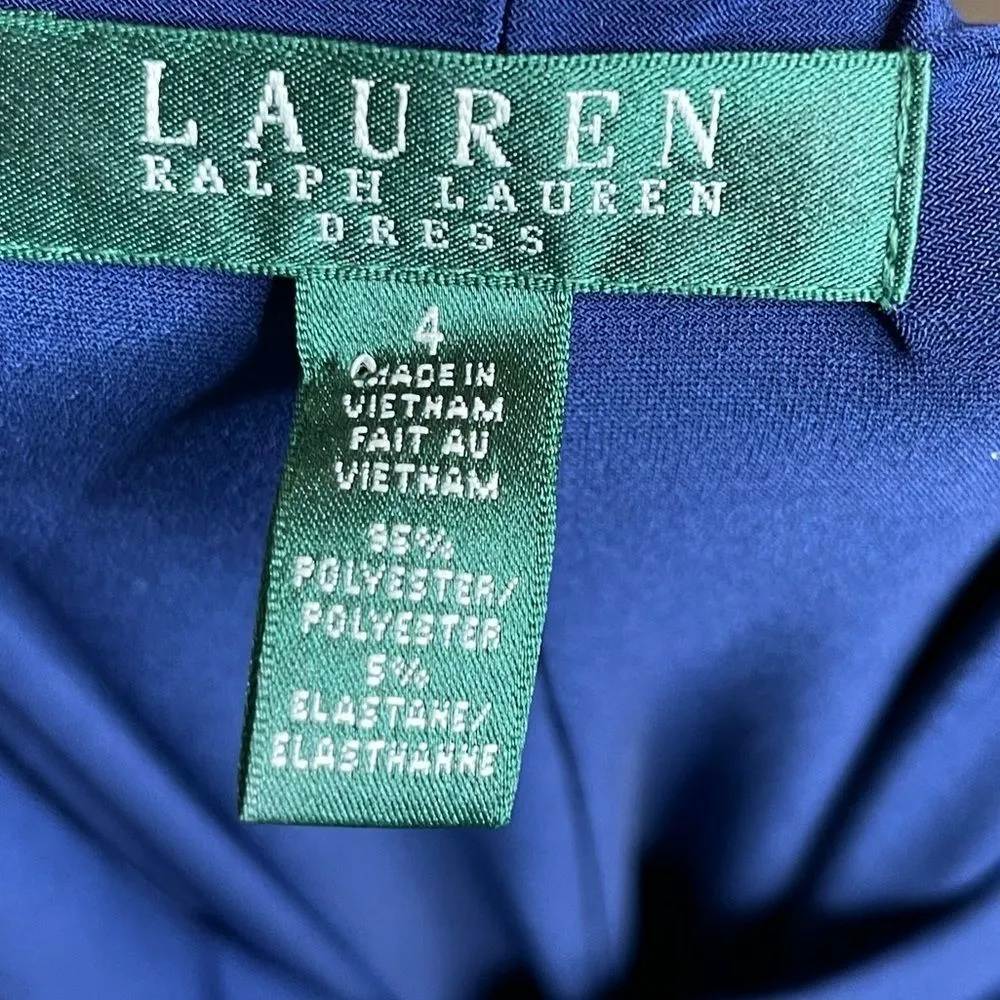 LAUREN
RALPH LAUREN
DRESS
4
MADE IN
VIETNAM
FAIT AU
VIETNAM
95%
POLYESTER/
POLYESTER
5%
ELASTANE/
ELASTHANNE